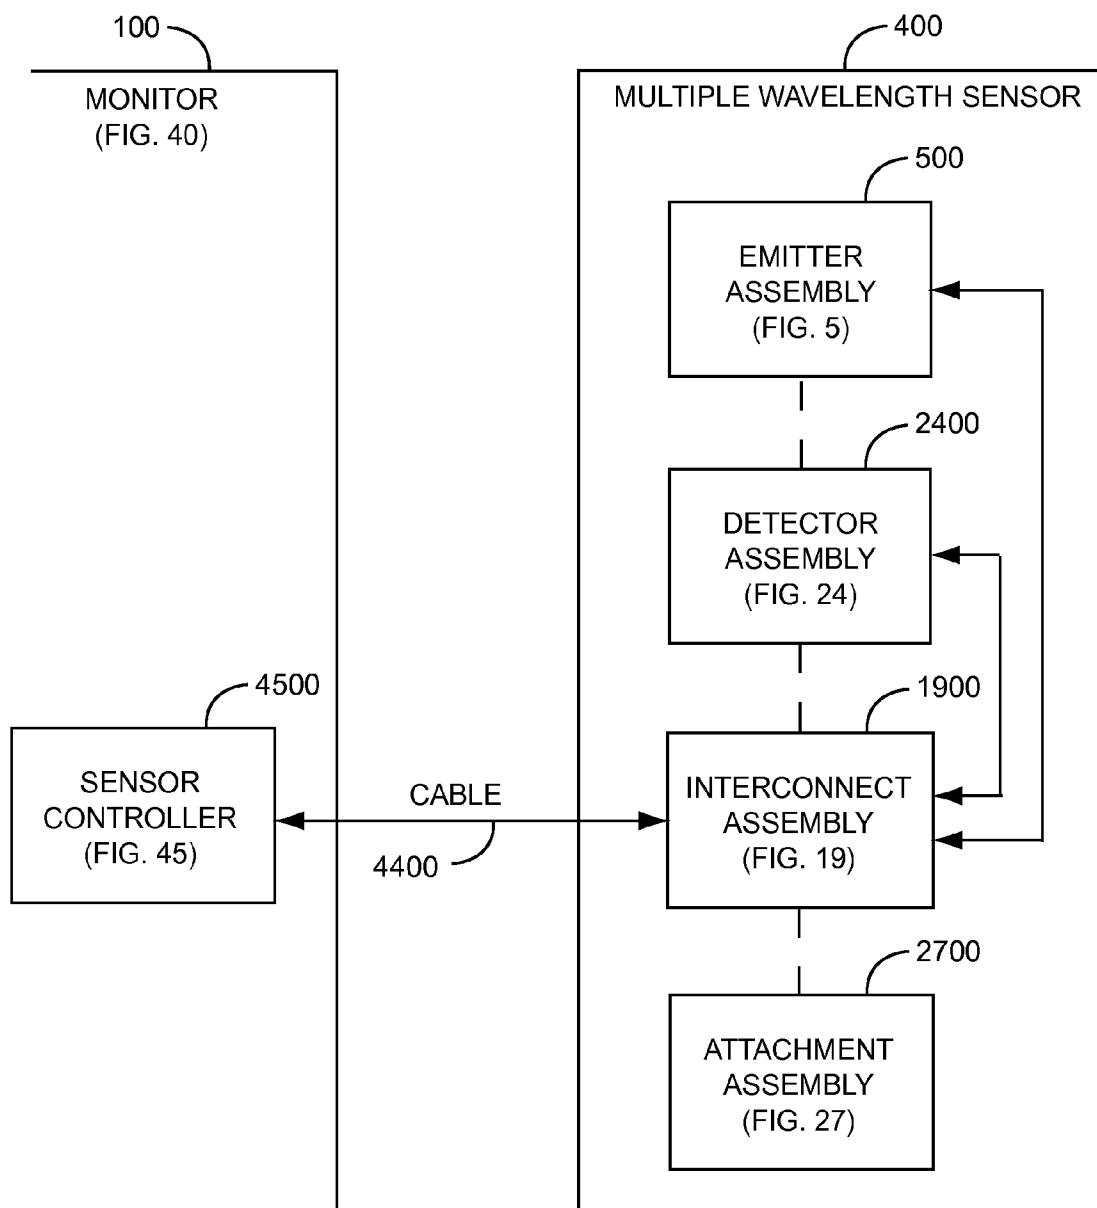 100
400
MONITOR
(FIG. 40)
MULTIPLE WAVELENGTH SENSOR
500
EMITTER
ASSEMBLY
(FIG. 5)
2400
DETECTOR
ASSEMBLY
(FIG. 24)
4500
SENSOR
CONTROLLER
(FIG. 45)
CABLE
4400
1900
INTERCONNECT
ASSEMBLY
(FIG. 19)
2700
ATTACHMENT
ASSEMBLY
(FIG. 27)